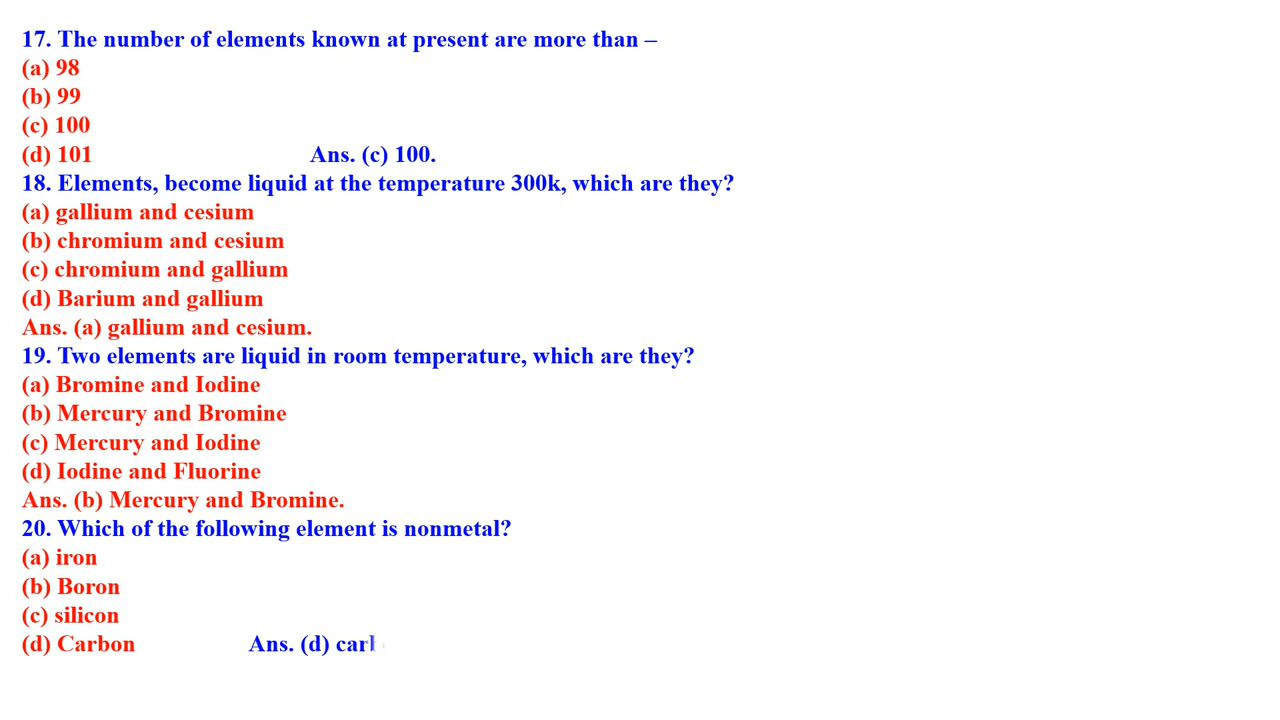 17. The number of elements known at present are more than –
(a) 98
(b) 99
(c) 100
(d) 101 Ans. (c) 100.
18. Elements, become liquid at the temperature 300k, which are they?
(a) gallium and cesium
(b) chromium and cesium
(c) chromium and gallium
(d) Barium and gallium
Ans. (a) gallium and cesium.
19. Two elements are liquid in room temperature, which are they?
(a) Bromine and Iodine
(b) Mercury and Bromine
(c) Mercury and Iodine
(d) Iodine and Fluorine
Ans. (b) Mercury and Bromine.
20. Which of the following element is nonmetal?
(a) iron
(b) Boron
(c) silicon
(d) Carbon Ans. (d)